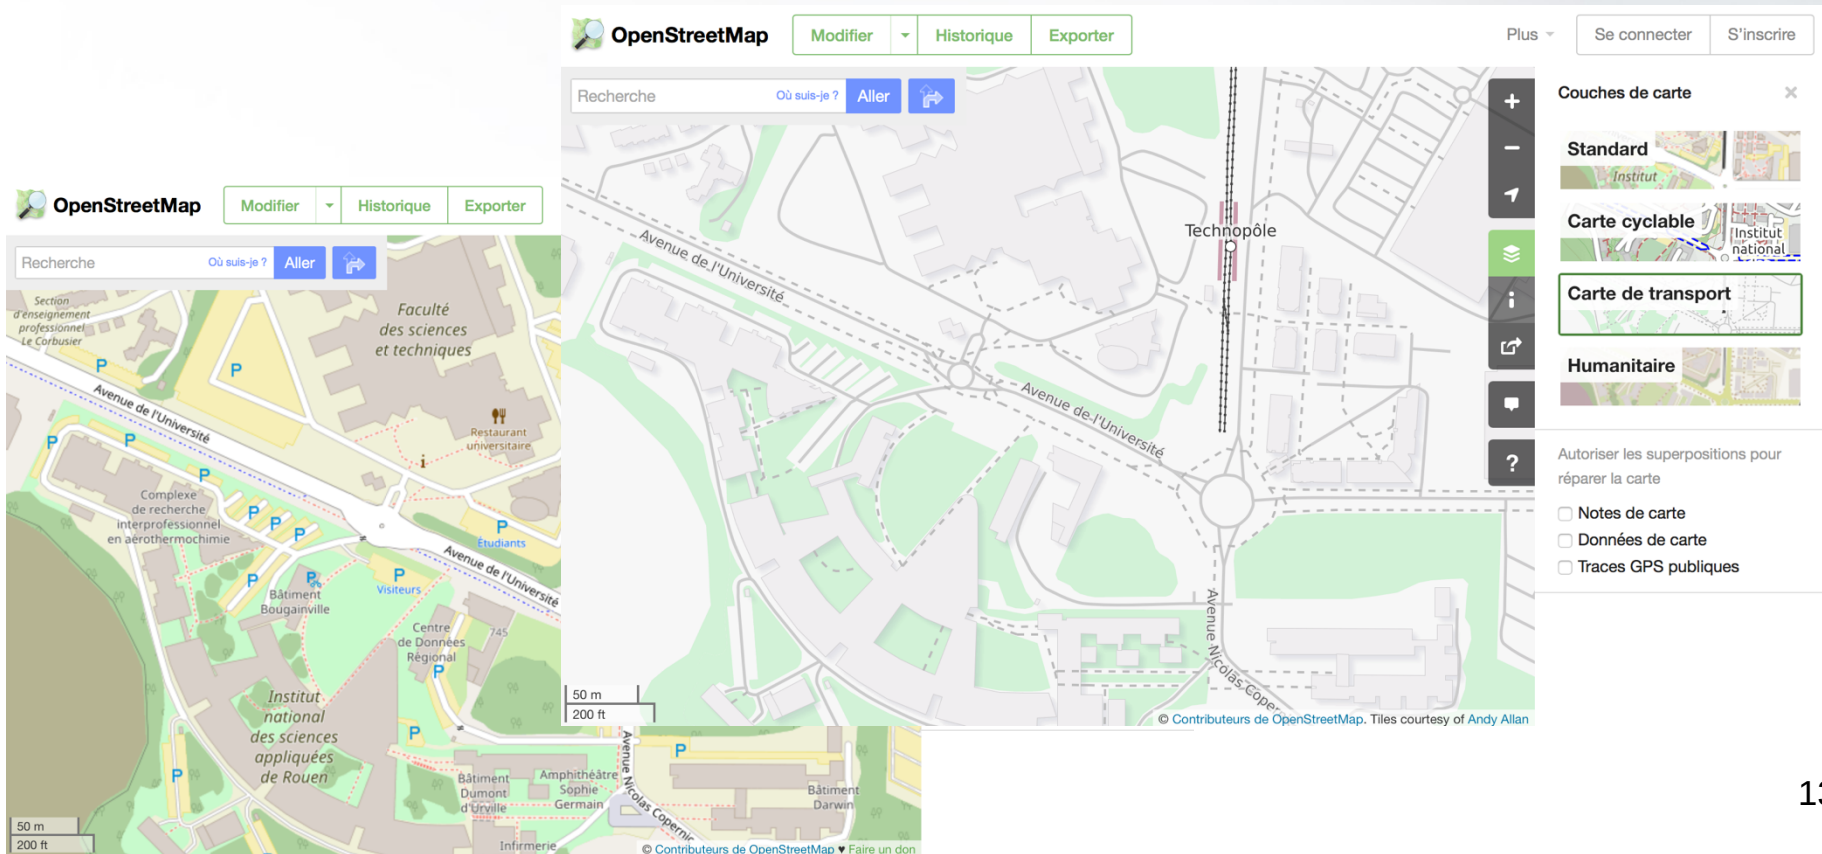 OpenStreetMap
Modifier
Historique
Exporter
Plus
Se connecter
S'inscrire
Recherche
Où suis-je ?
Aller
Technopôle
Avenue de l'Université
Avenue de l'Université
Avenue Nicolas Copernic
50 m
200 ft
© Contributeurs de OpenStreetMap. Tiles courtesy of Andy Allan
Couches de carte
Standard
Institut
Carte cyclable
Institut
national
Carte de transport
Humanitaire
Autoriser les superpositions pour
réparer la carte
Notes de carte
Données de carte
Traces GPS publiques
OpenStreetMap
Modifier
Historique
Exporter
Recherche
Où suis-je ?
Aller
Section
d'enseignement
professionnel
Le Corbusier
Faculté
des sciences
et techniques
P
P
Avenue de l'Université
Restaurant
universitaire
P
P
P
Complexe
de recherche
interprofessionnel
en aérothermochimie
P
P
P
P
Étudiants
Avenue de l'Université
P
P
P
Visiteurs
Bâtiment
Bougainville
Centre
de Données
Régional
745
P
Institut
national
des sciences
appliquées
de Rouen
P
P
P
Avenue Nicolas Copernic
Bâtiment
Dumont
d'Urville
Amphithéâtre
Sophie
Germain
Bâtiment
Darwin
Infirmerie
50 m
200 ft
© Contributeurs de OpenStreetMap ♥ Faire un don